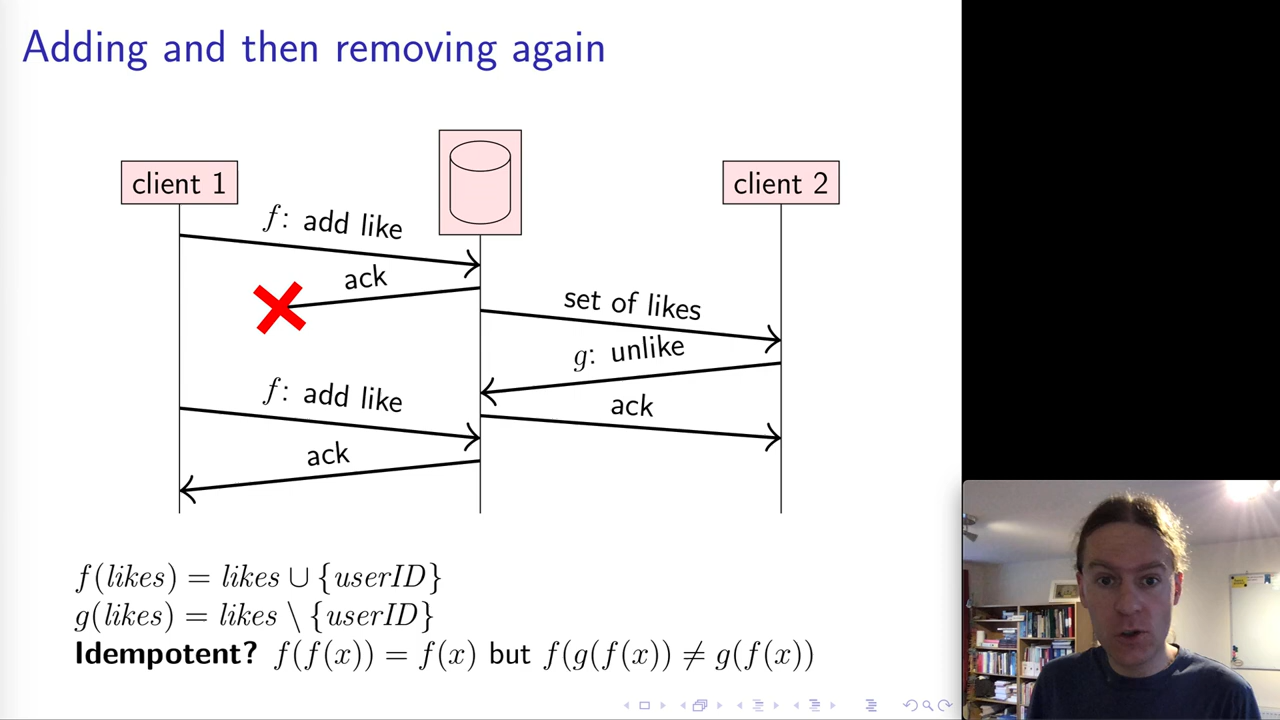 Adding and then removing again
client 1
client 2
f: add like
ack
set of likes
g: unlike
f: add like
ack
ack
f(likes) = likes ∪ {userID}
g(likes) = likes \ {userID}
Idempotent? f(f(x)) = f(x) but f(g(f(x)) ≠ g(f(x))